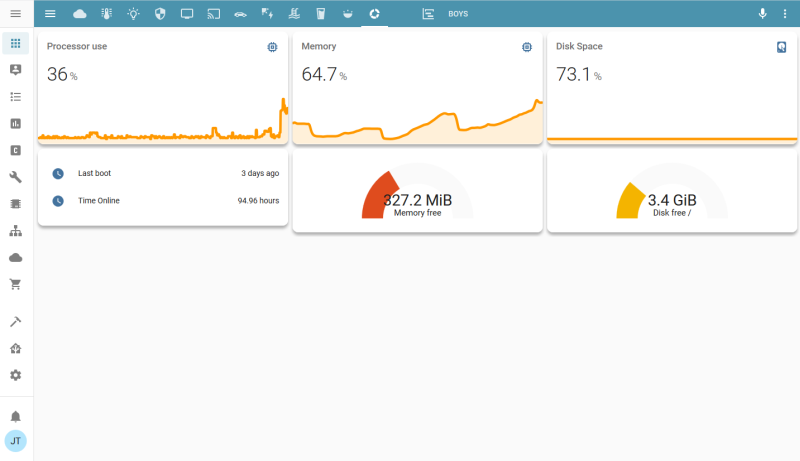 BOYS
Processor use
36 %
Memory
64.7 %
Disk Space
73.1 %
Last boot 3 days ago
Time Online 94.96 hours
327.2 MiB
Memory free
3.4 GiB
Disk free /
C
JT